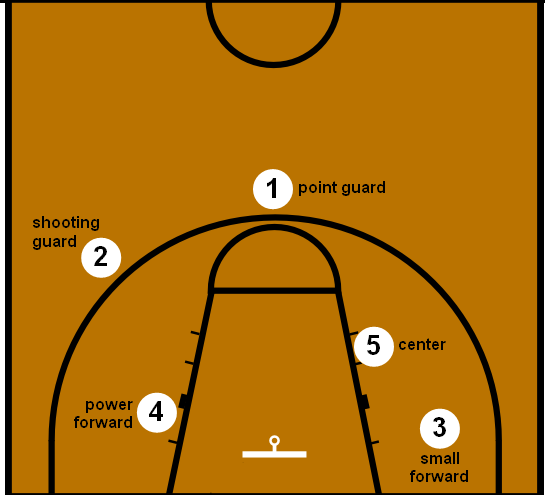 1 point guard
shooting
guard
2
5 center
power
forward
4
3
small
forward